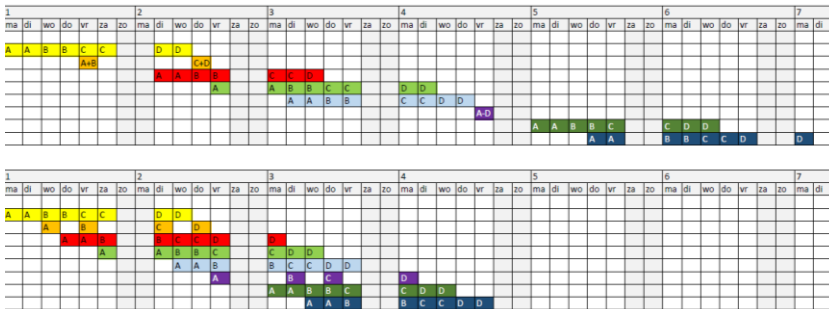 1 2 3 4 5 6 7
ma di wo do vr za zo ma di wo do vr za zo ma di wo do vr za zo ma di wo do vr za zo ma di wo do vr za zo ma di wo do vr za zo ma di
A A B B C C D D
A+B C+D
A A B B C C D
A A B B C C D D
A A B B C C D D
A-D
A A B B C C D D
A A B B C C D D
1 2 3 4 5 6 7
ma di wo do vr za zo ma di wo do vr za zo ma di wo do vr za zo ma di wo do vr za zo ma di wo do vr za zo ma di wo do vr za zo ma di
A A B B C C D D
A B C D
A A B B C C D D
A A B B C C D D
A A B B C C D D
A B C D
A A B B C C D D
A A B B C C D D